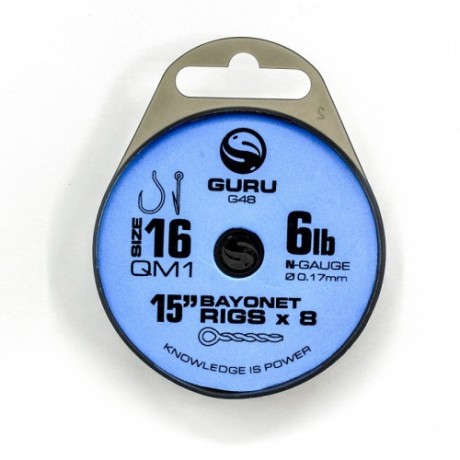 GURU
G48
SIZE 16
QM1
6lb
N-GAUGE
Ø 0.17mm
15” BAYONET
RIGS x 8
KNOWLEDGE IS POWER